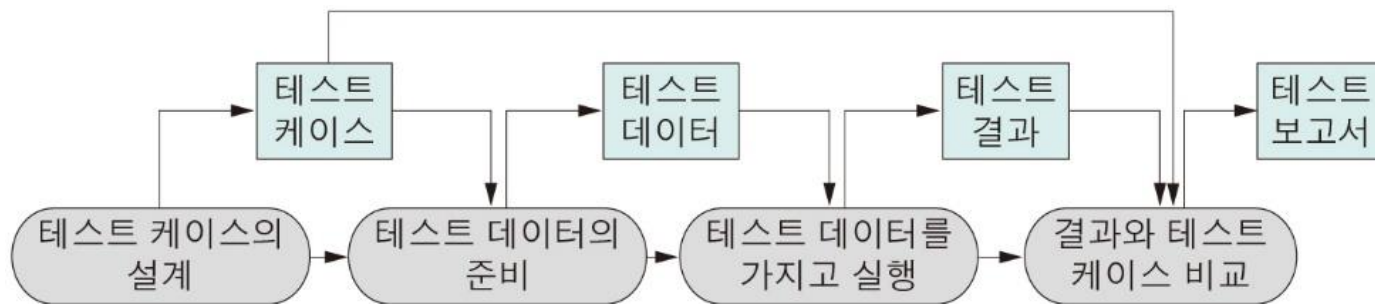 테스트
케이스
테스트
데이터
테스트
결과
테스트
보고서
테스트 케이스의
설계
테스트 데이터의
준비
테스트 데이터를
가지고 실행
결과와 테스트
케이스 비교